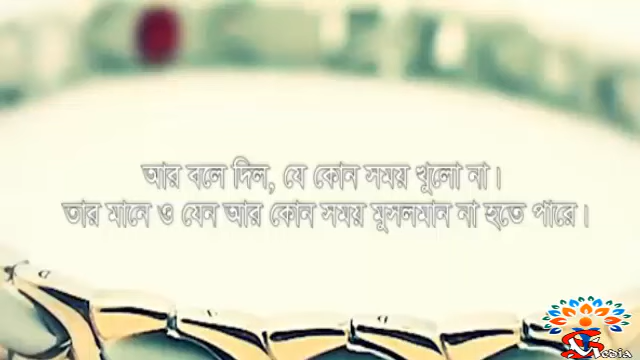 আর বলে দিল, যে কোন সময় খুলো না।
তার মানে ও যেন আর কোন সময় মুসলমান না হতে পারে।